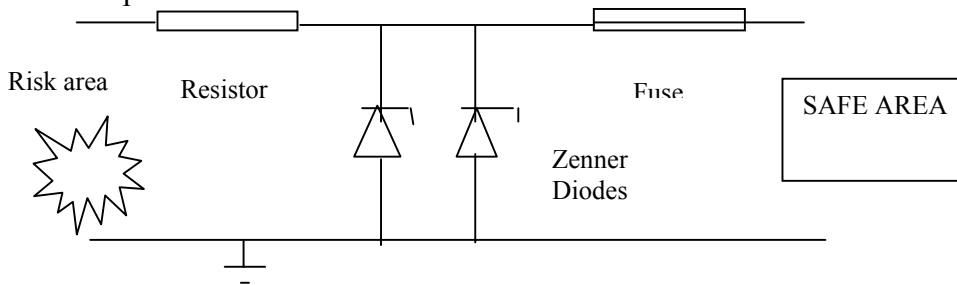 Risk area
Resistor
Fuse
SAFE AREA
Zenner
Diodes